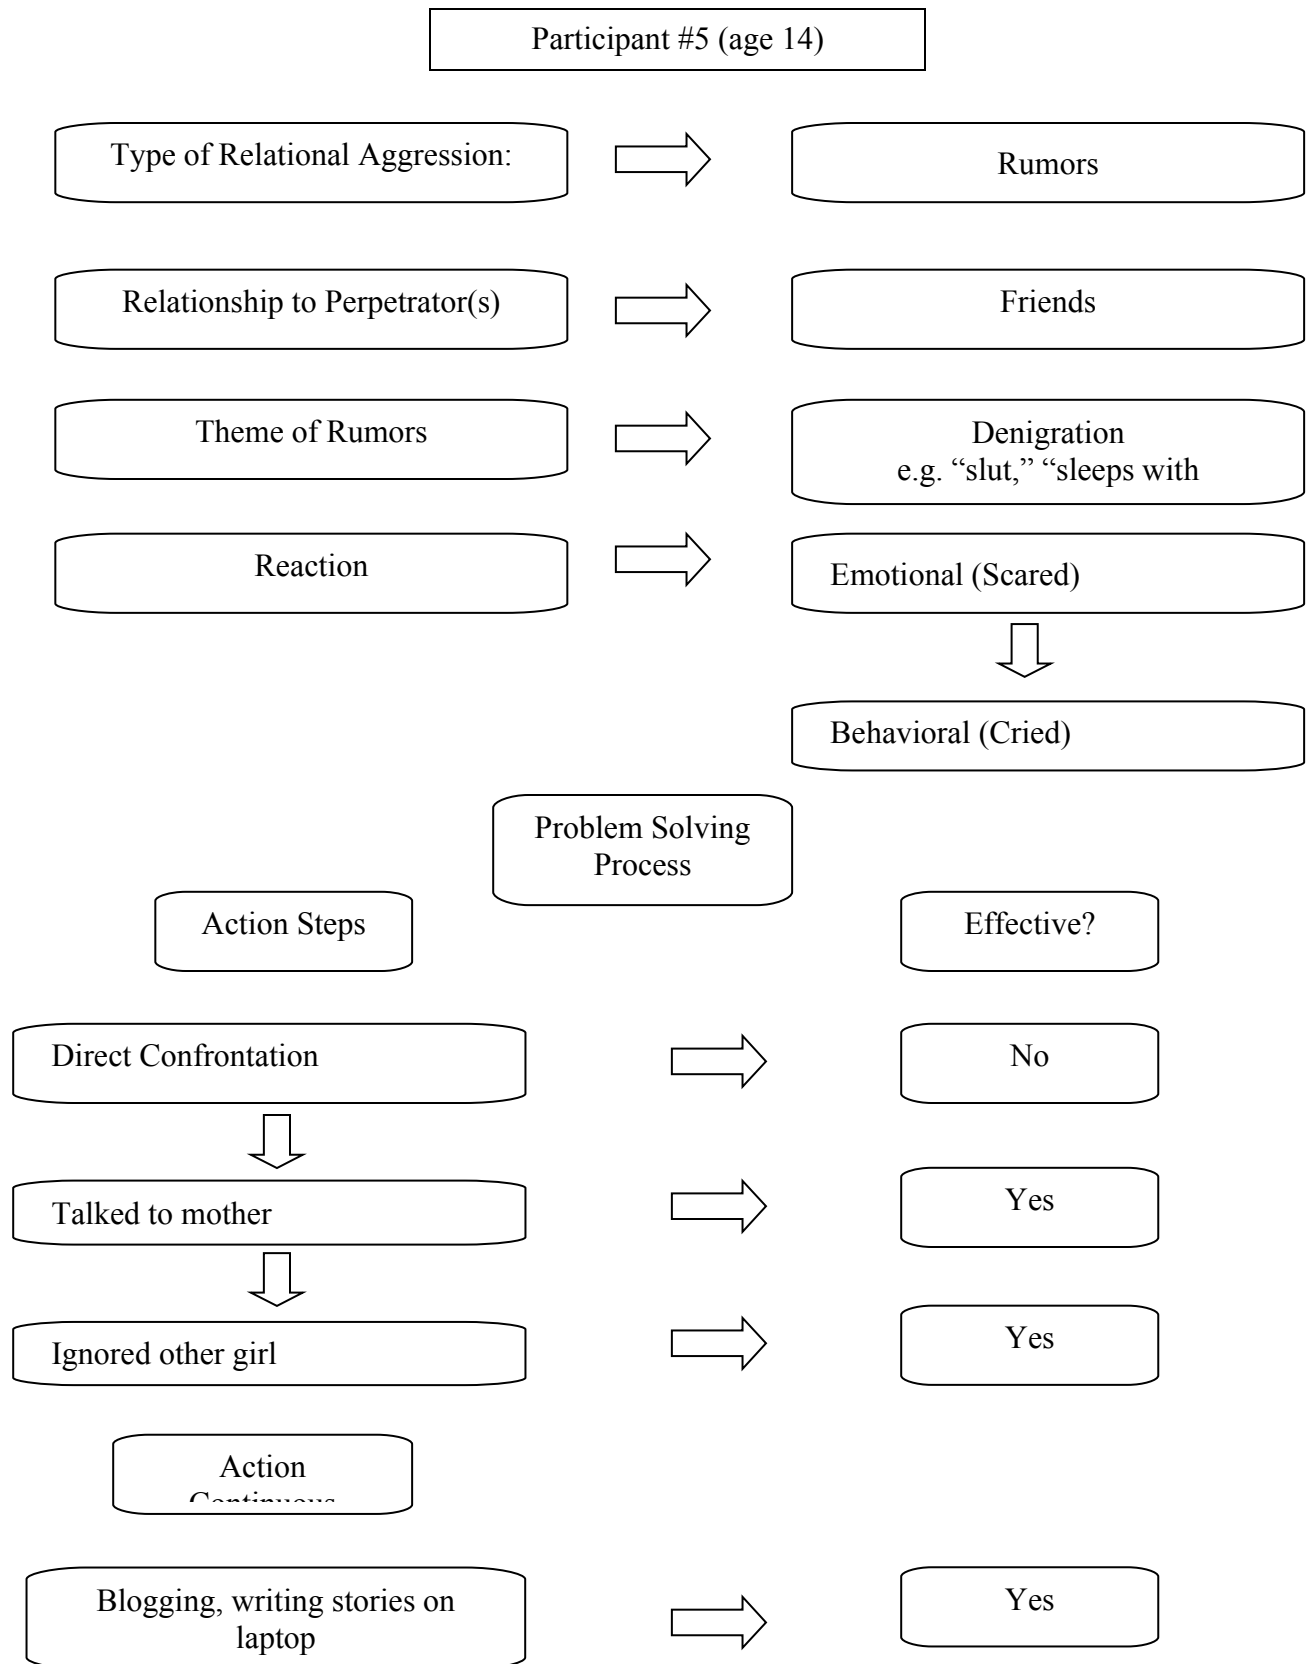 Participant #5 (age 14)
Type of Relational Aggression:
Rumors
Relationship to Perpetrator(s)
Friends
Theme of Rumors
Denigration
e.g. “slut,” “sleeps with
Reaction
Emotional (Scared)
Behavioral (Cried)
Problem Solving
Process
Action Steps
Effective?
Direct Confrontation
No
Talked to mother
Yes
Ignored other girl
Yes
Action
Continuous
Blogging, writing stories on
laptop
Yes